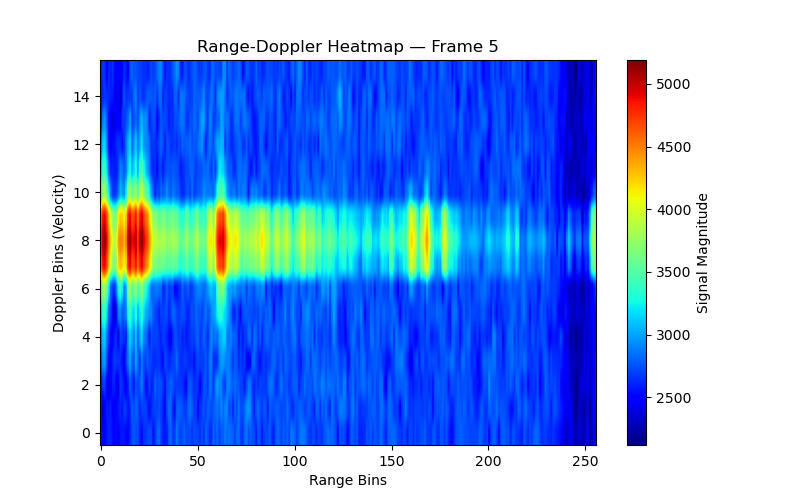 Range-Doppler Heatmap — Frame 5
Doppler Bins (Velocity)
14
12
10
8
6
4
2
0
0 50 100 150 200 250
Range Bins
5000
4500
4000
3500
3000
2500
Signal Magnitude